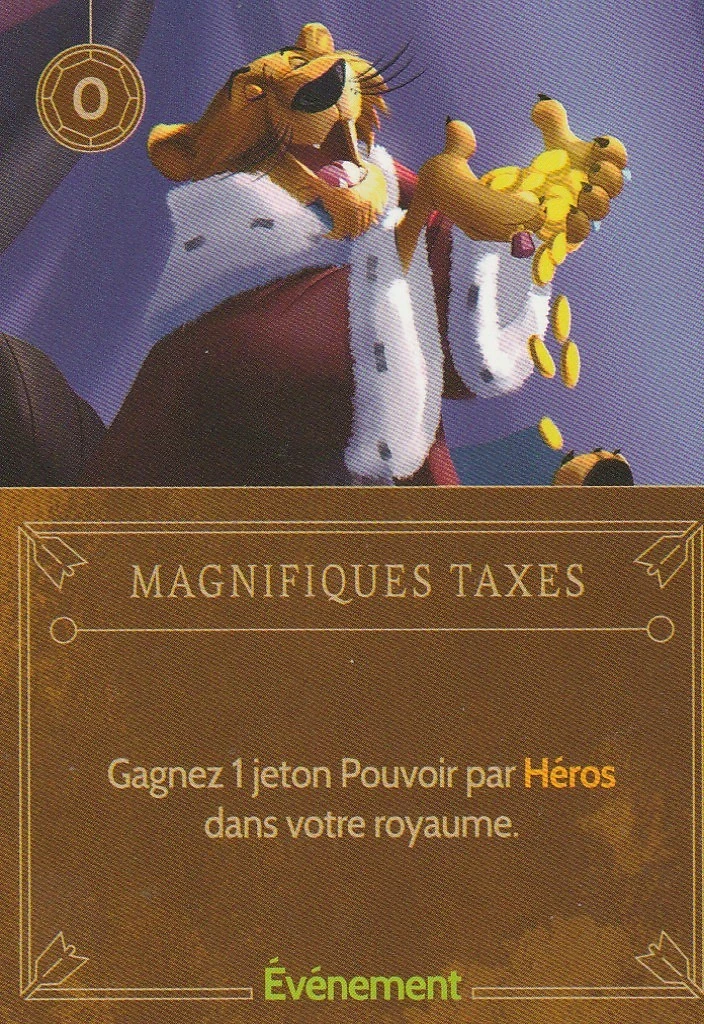 0
MAGNIFIQUES TAXES
Gagnez 1 jeton Pouvoir par Héros
dans votre royaume.
Événement